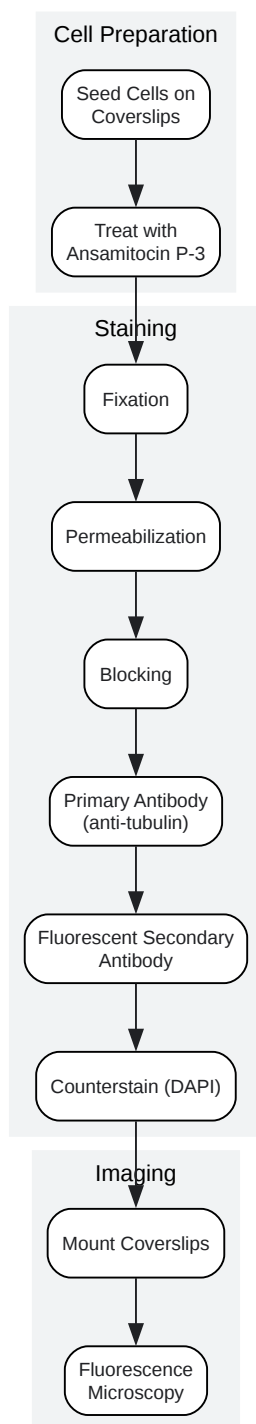 Cell Preparation
Seed Cells on
Coverslips
Treat with
Ansamitocin P-3
Staining
Fixation
Permeabilization
Blocking
Primary Antibody
(anti-tubulin)
Fluorescent Secondary
Antibody
Counterstain (DAPI)
Imaging
Mount Coverslips
Fluorescence
Microscopy